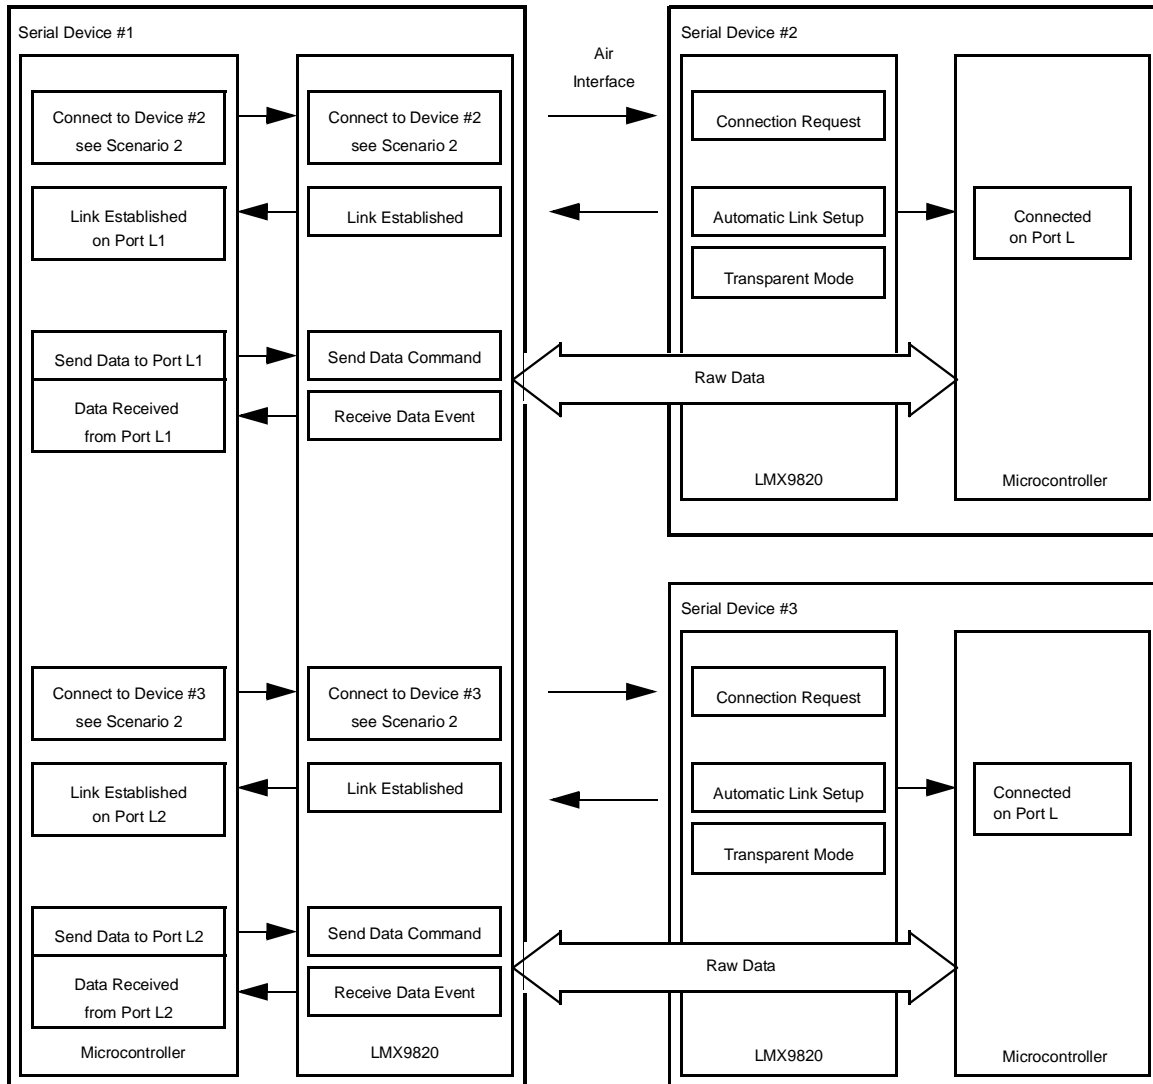 Serial Device #1
Connect to Device #2
see Scenario 2
Connect to Device #2
see Scenario 2
Link Established
on Port L1
Link Established
Send Data to Port L1
Send Data Command
Data Received
from Port L1
Receive Data Event
Connect to Device #3
see Scenario 2
Connect to Device #3
see Scenario 2
Link Established
on Port L2
Link Established
Send Data to Port L2
Send Data Command
Data Received
from Port L2
Receive Data Event
Microcontroller
LMX9820
Air
Interface
Serial Device #2
Connection Request
Automatic Link Setup
Connected
on Port L
Transparent Mode
Raw Data
LMX9820
Microcontroller
Serial Device #3
Connection Request
Automatic Link Setup
Connected
on Port L
Transparent Mode
Raw Data
LMX9820
Microcontroller